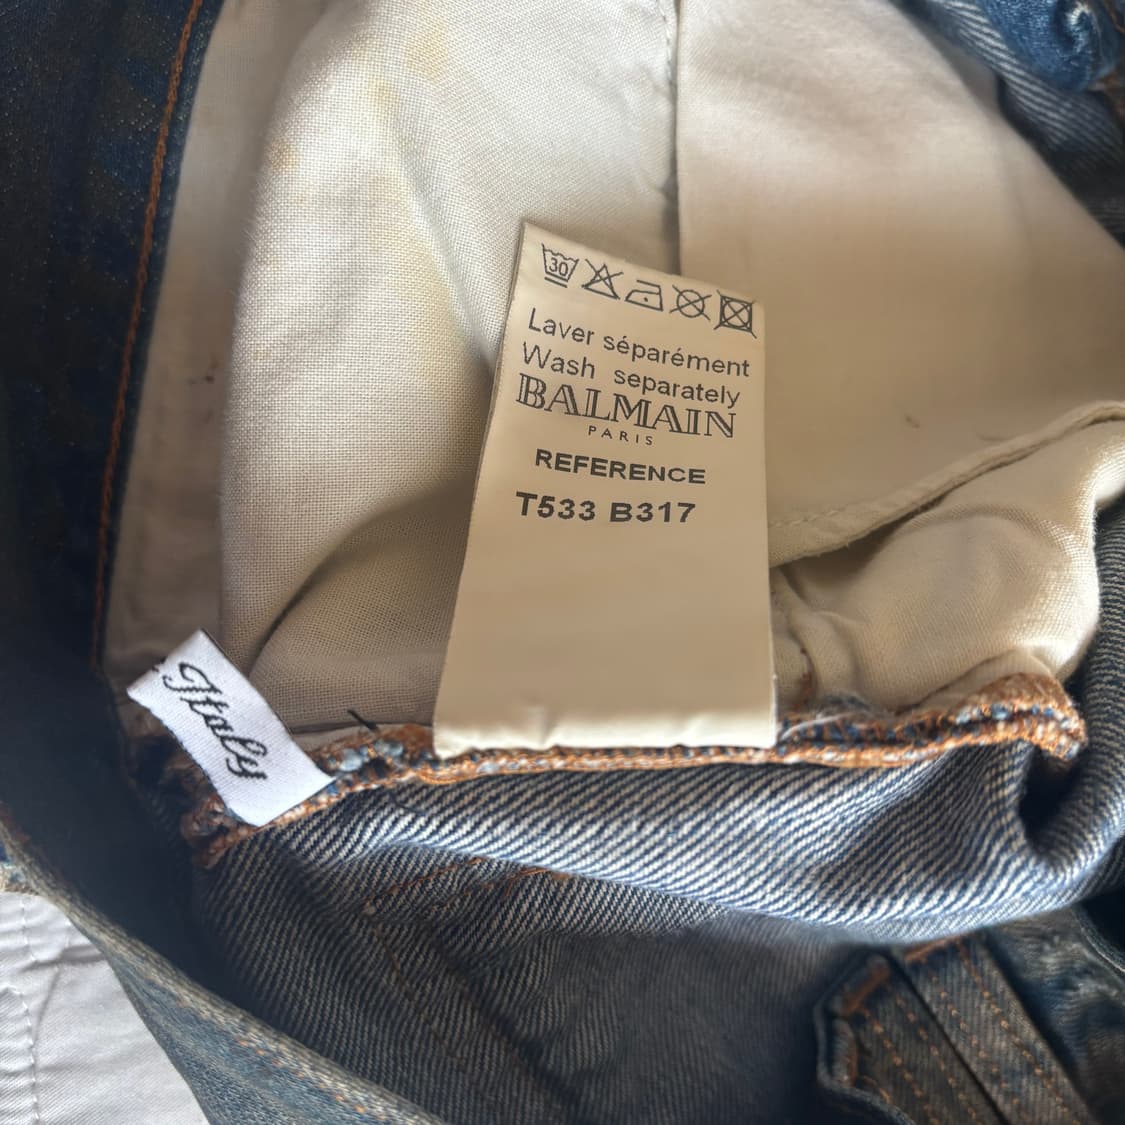 30
Laver séparément
Wash separately
BALMAIN
PARIS
REFERENCE
T533 B317
Italy